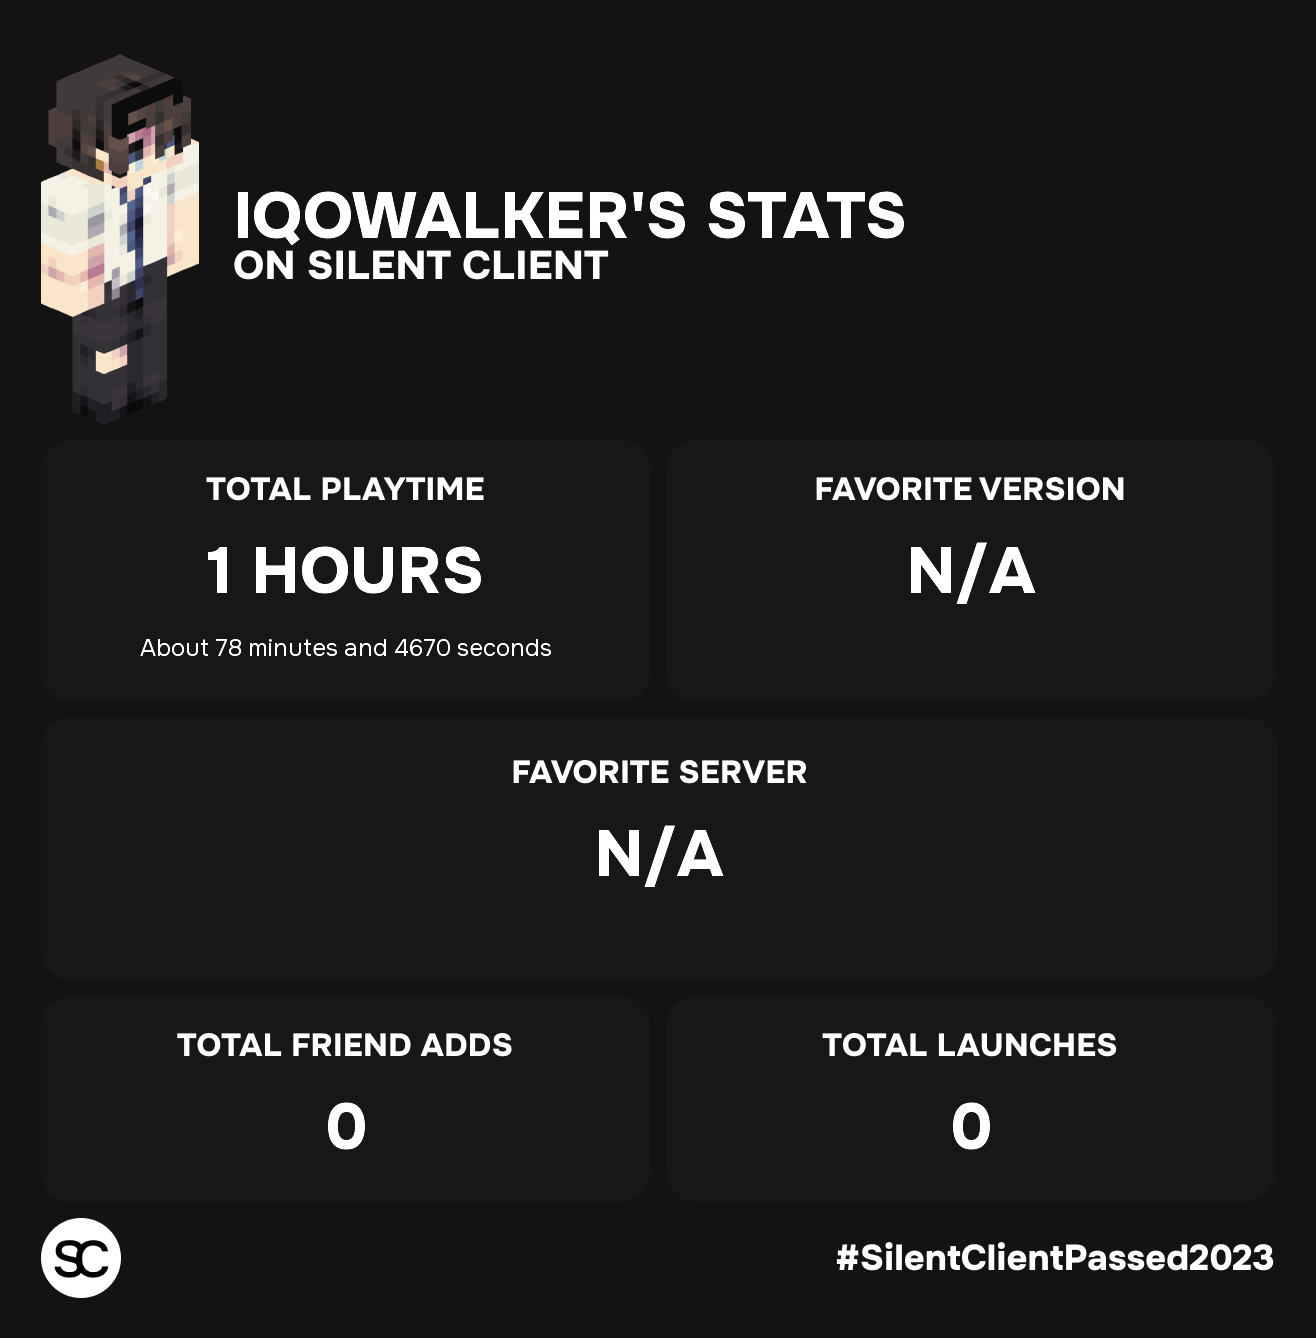 IQOWALKER'S STATS
ON SILENT CLIENT
TOTAL PLAYTIME
1 HOURS
About 78 minutes and 4670 seconds
FAVORITE VERSION
N/A
FAVORITE SERVER
N/A
TOTAL FRIEND ADDS
0
TOTAL LAUNCHES
0
SC
#SilentClientPassed2023